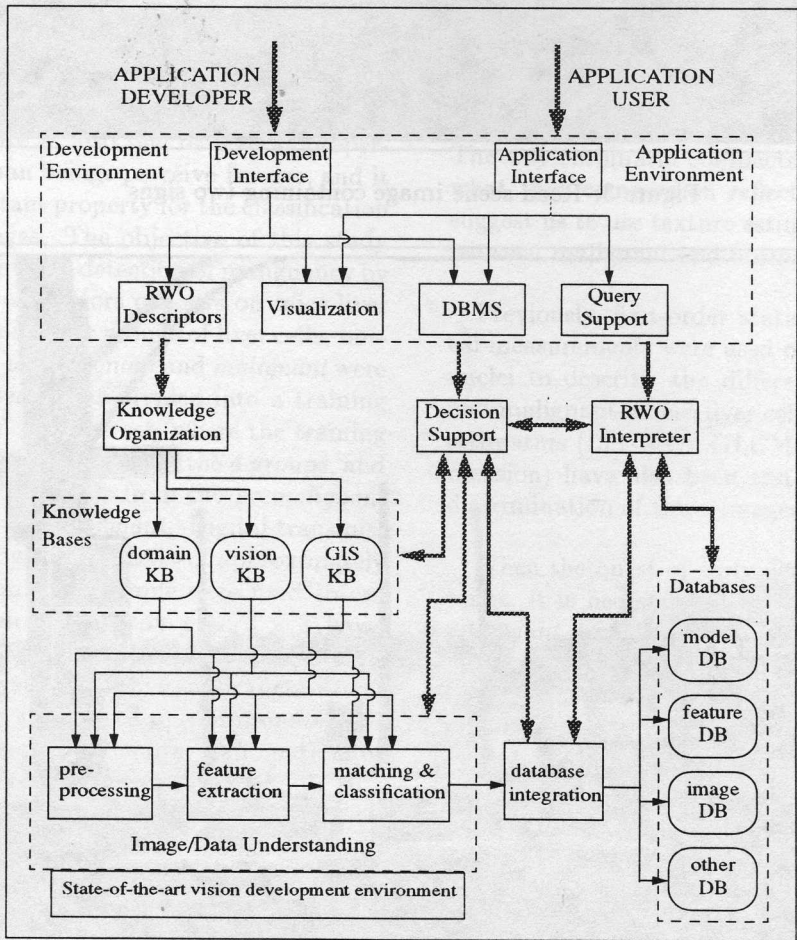 APPLICATION
DEVELOPER
APPLICATION
USER
Development
Environment
Development
Interface
Application
Interface
Application
Environment
RWO
Descriptors
Visualization
DBMS
Query
Support
Knowledge
Organization
Decision
Support
RWO
Interpreter
Knowledge
Bases
domain
KB
vision
KB
GIS
KB
Databases
model
DB
feature
DB
image
DB
other
DB
pre-
processing
feature
extraction
matching &
classification
database
integration
Image/Data Understanding
State-of-the-art vision development environment